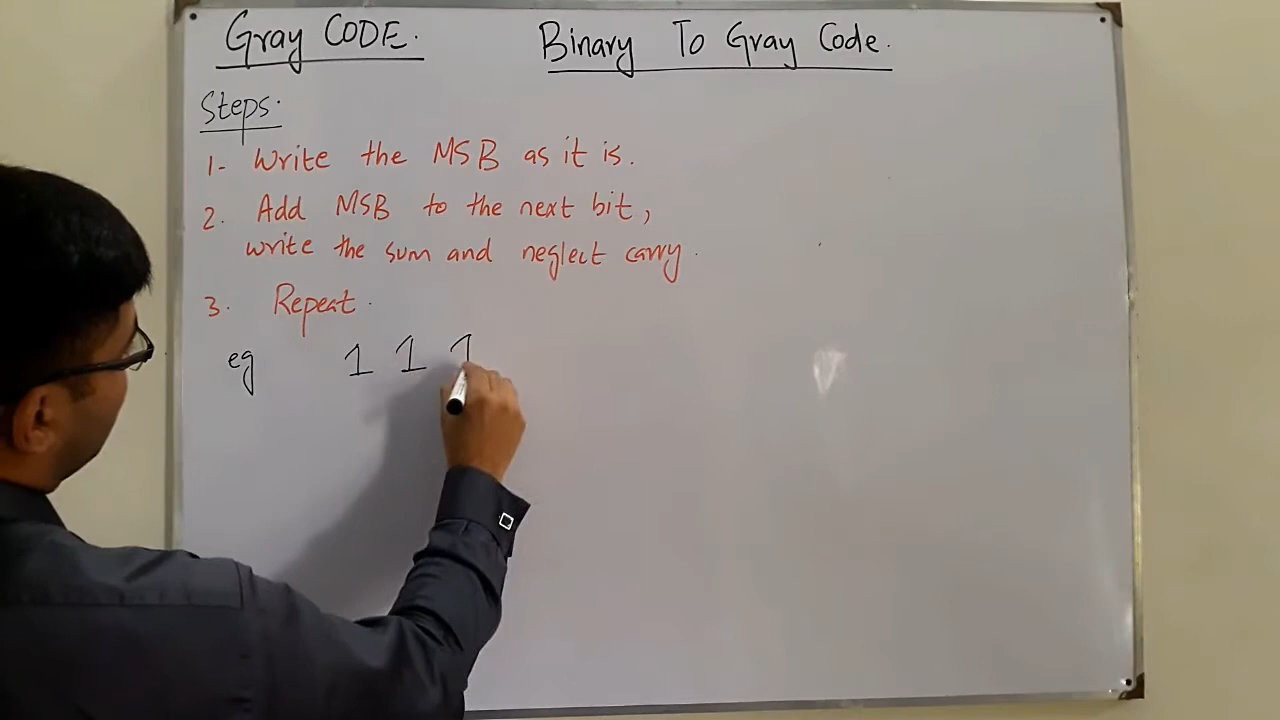 Gray CODE.
Binary To Gray Code.
Steps.
1- Write the MSB as it is.
2. Add MSB to the next bit,
write the sum and neglect carry.
3. Repeat.
eg 1 1 1